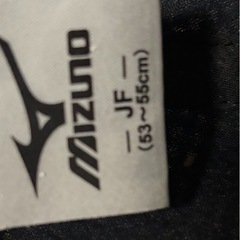 MIZUNO
— JF —
(53～55cm)